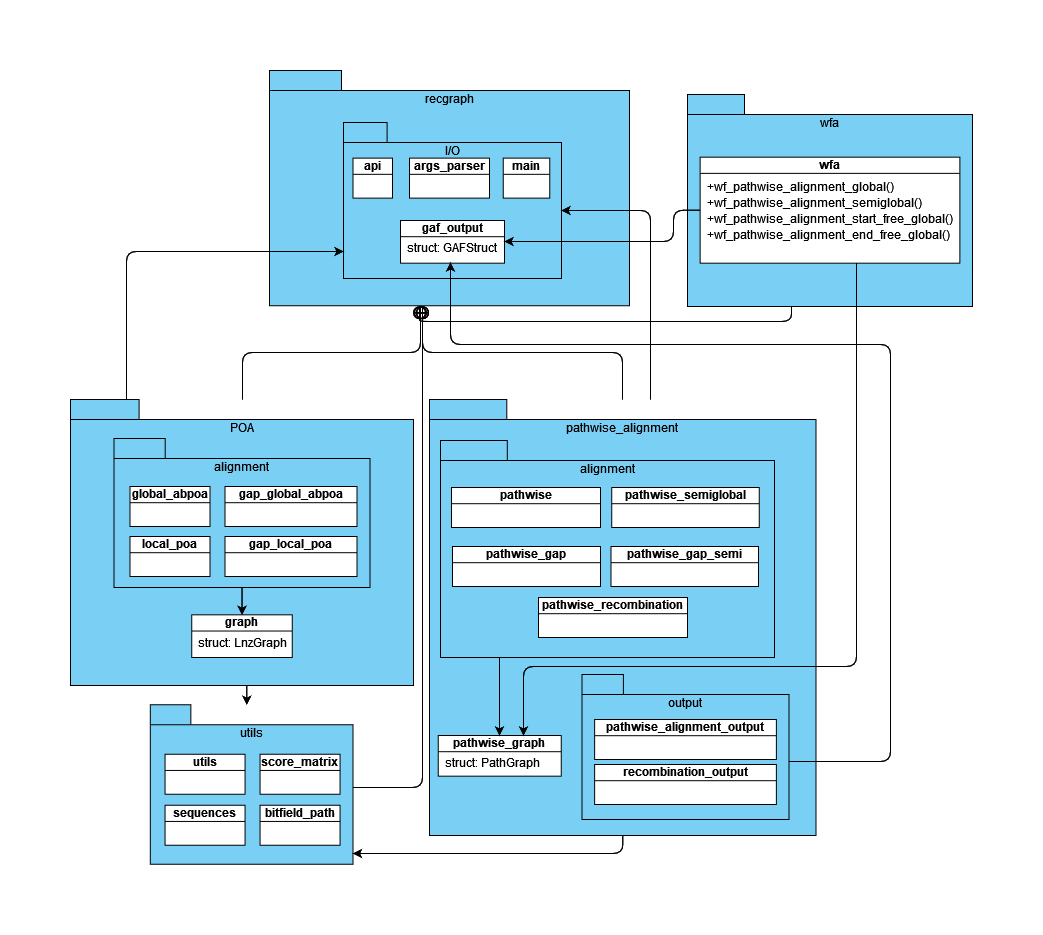 recgraph
I/O
api
args_parser
main
gaf_output
struct: GAFStruct
wfa
wfa
+wf_pathwise_alignment_global()
+wf_pathwise_alignment_semiglobal()
+wf_pathwise_alignment_start_free_global()
+wf_pathwise_alignment_end_free_global()
POA
alignment
global_abpoa
gap_global_abpoa
local_poa
gap_local_poa
graph
struct: LnzGraph
pathwise_alignment
alignment
pathwise
pathwise_semiglobal
pathwise_gap
pathwise_gap_semi
pathwise_recombination
pathwise_graph
struct: PathGraph
output
pathwise_alignment_output
recombination_output
utils
utils
score_matrix
sequences
bitfield_path